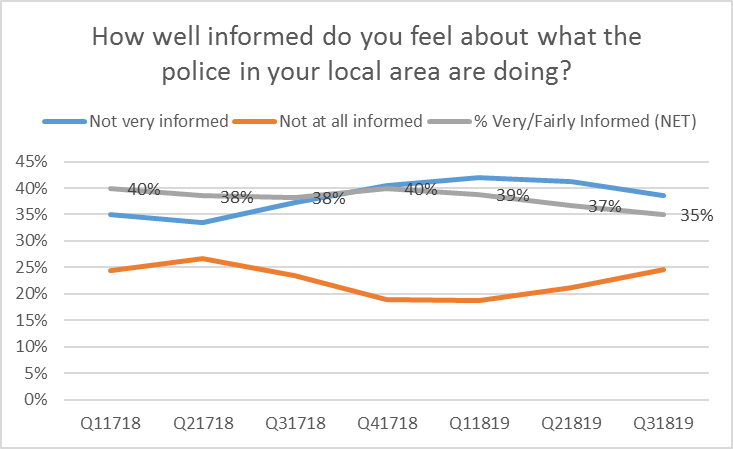 How well informed do you feel about what the
police in your local area are doing?
Not very informed Not at all informed % Very/Fairly Informed (NET)
45%
40%
35%
30%
25%
20%
15%
10%
5%
0%
40% 38% 38% 40% 39% 37% 35%
Q11718 Q21718 Q31718 Q41718 Q11819 Q21819 Q31819